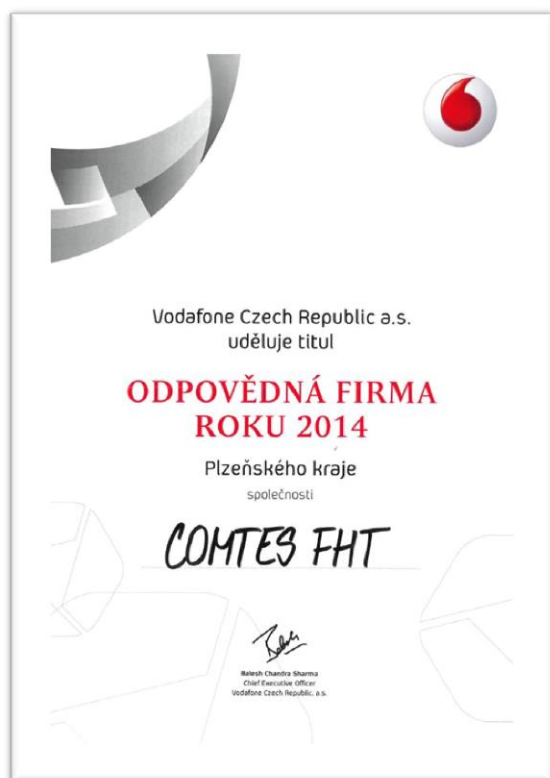 Vodafone Czech Republic a.s.
uděluje titul
ODPOVĚDNÁ FIRMA
ROKU 2014
Plzeňského kraje
společnosti
COMTES FHT
Balesh Chandra Sharma
Chief Executive Officer
Vodafone Czech Republic, a.s.